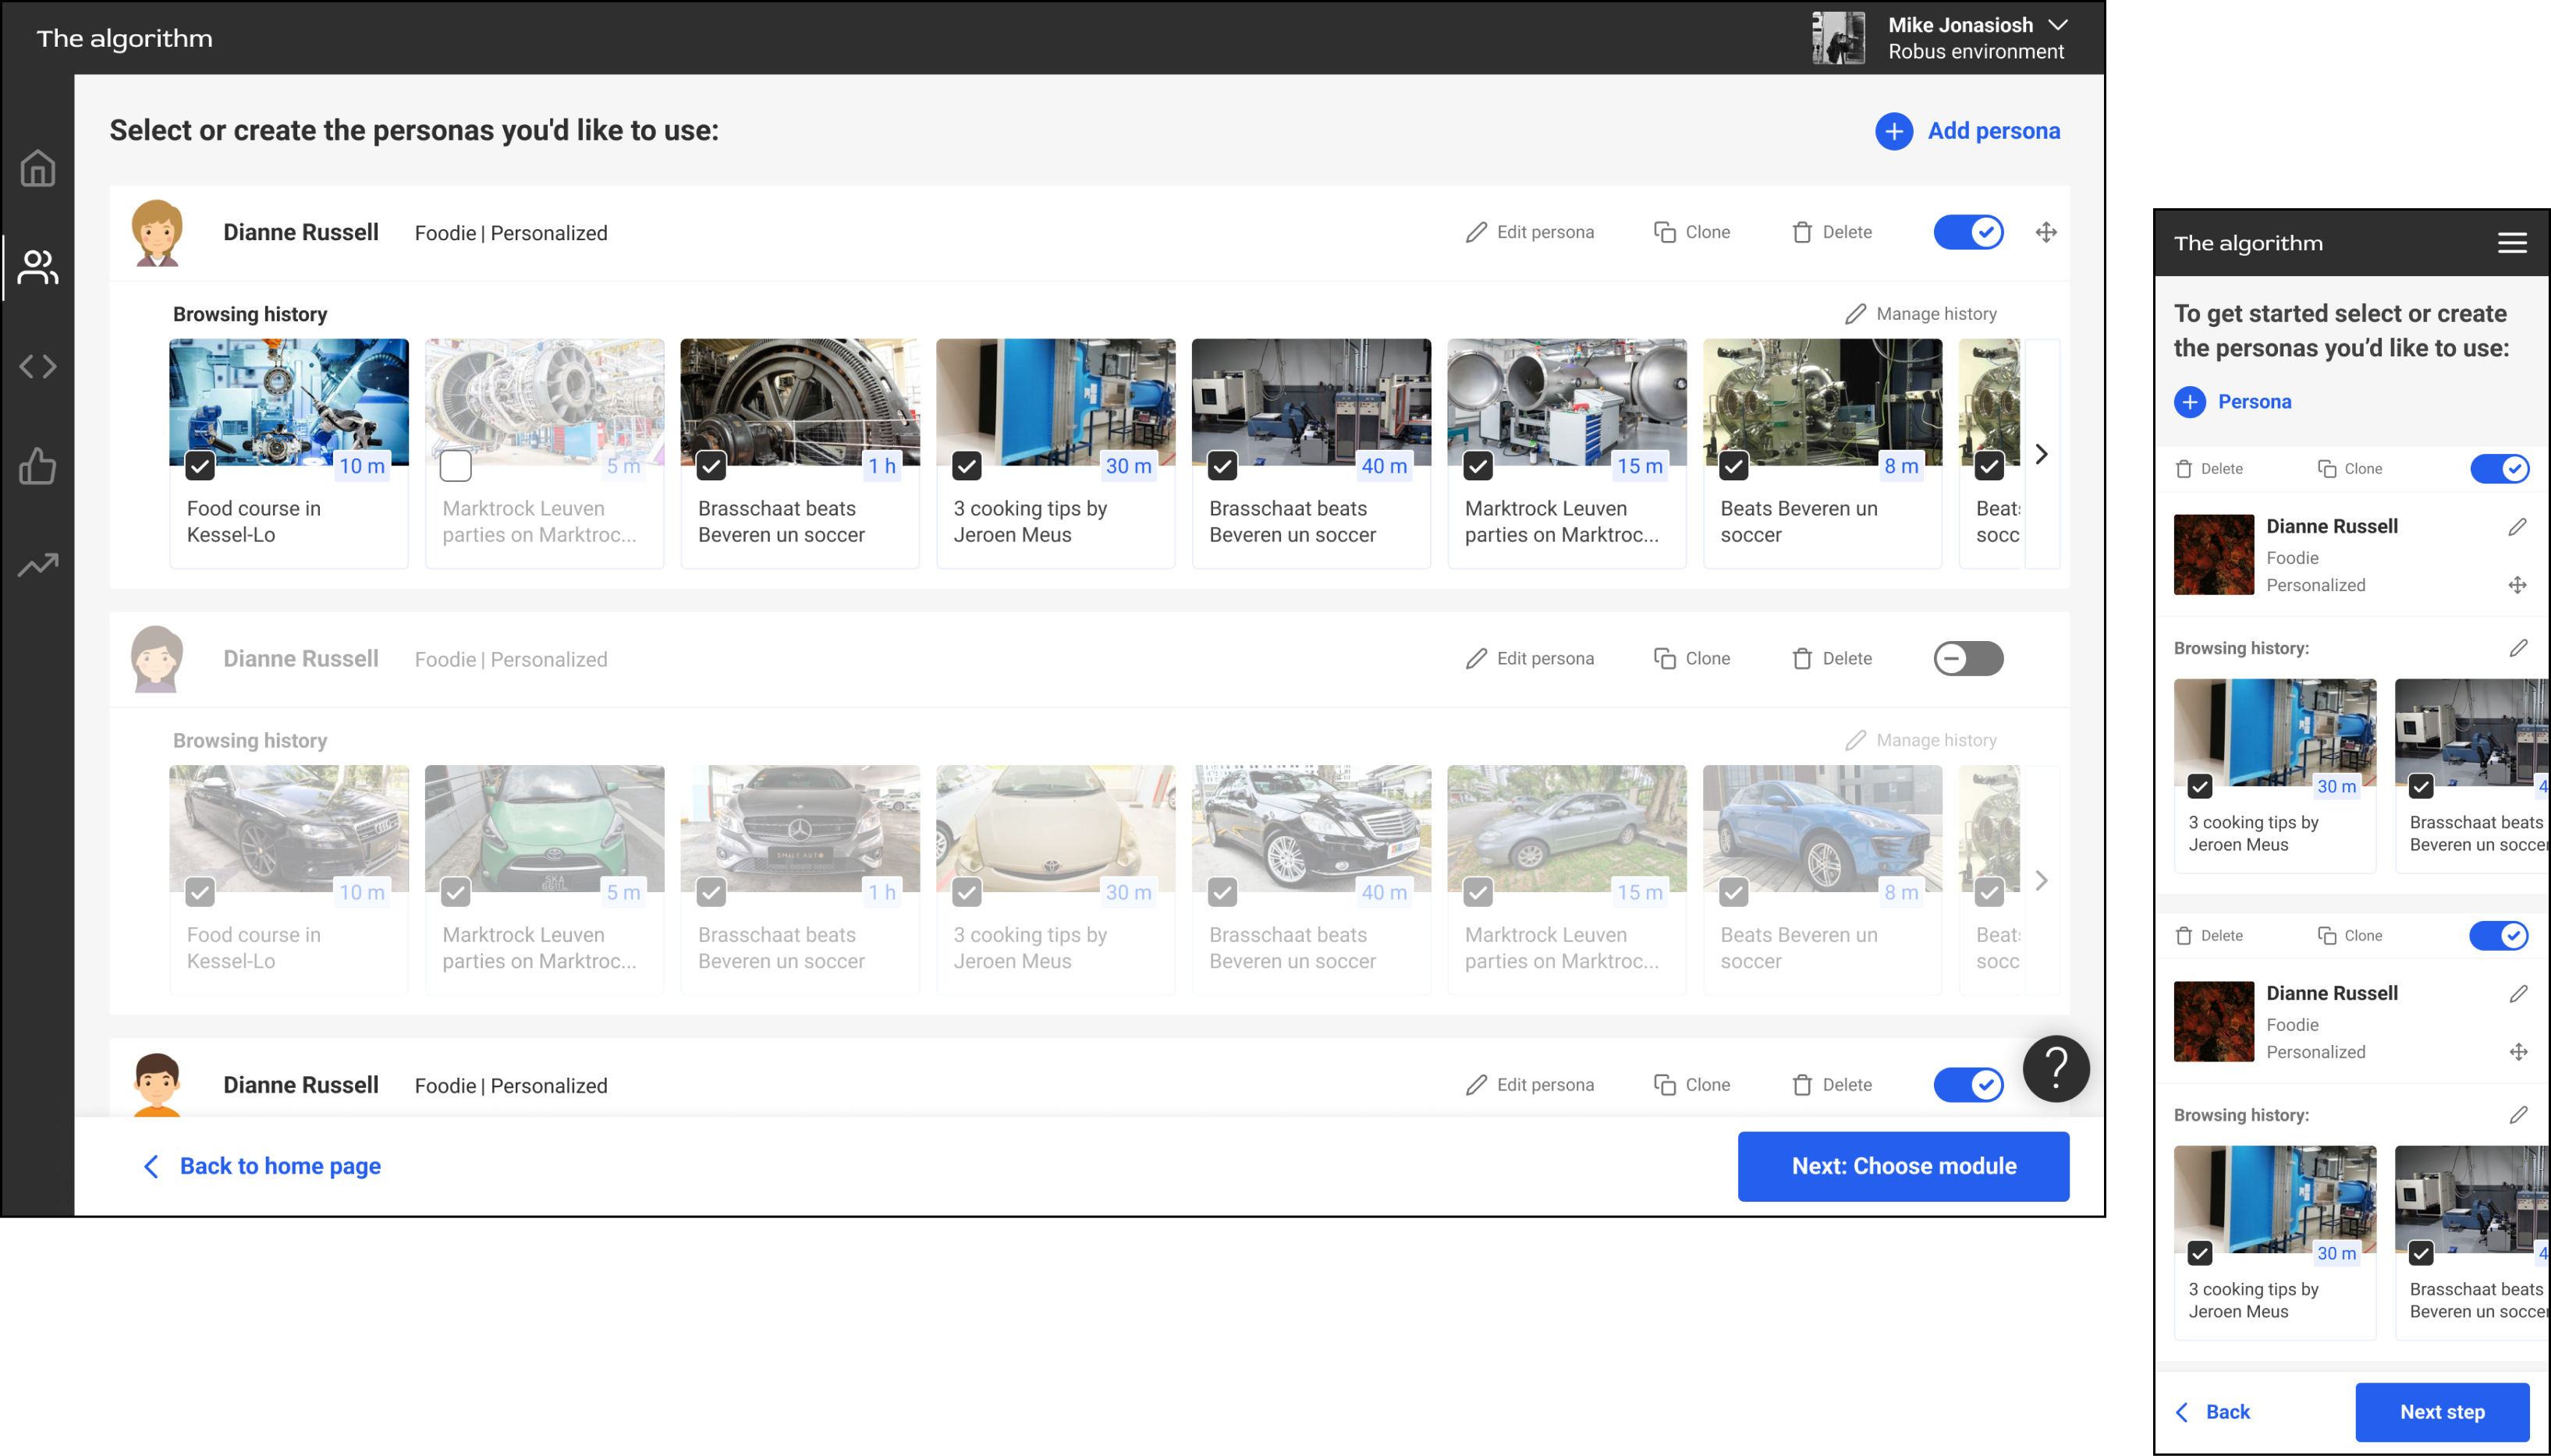 The algorithm
Mike Jonasiosh
Robus environment
Select or create the personas you'd like to use:
Add persona
Dianne Russell
Foodie | Personalized
Edit persona
Clone
Delete
Browsing history
Manage history
10 m
5 m
1 h
30 m
40 m
15 m
8 m
Food course in
Kessel-Lo
Marktrock Leuven
parties on Marktroc...
Brasschaat beats
Beveren un soccer
3 cooking tips by
Jeroen Meus
Brasschaat beats
Beveren un soccer
Marktrock Leuven
parties on Marktroc...
Beats Beveren un
soccer
Beat
socc
Dianne Russell
Foodie | Personalized
Edit persona
Clone
Delete
Browsing history
Manage history
10 m
5 m
1 h
30 m
40 m
15 m
8 m
Food course in
Kessel-Lo
Marktrock Leuven
parties on Marktroc...
Brasschaat beats
Beveren un soccer
3 cooking tips by
Jeroen Meus
Brasschaat beats
Beveren un soccer
Marktrock Leuven
parties on Marktroc...
Beats Beveren un
soccer
Beat
socc
Dianne Russell
Foodie | Personalized
Edit persona
Clone
Delete
?
Back to home page
Next: Choose module
The algorithm
To get started select or create
the personas you’d like to use:
Persona
Delete
Clone
Dianne Russell
Foodie
Personalized
Browsing history:
30 m
4
3 cooking tips by
Jeroen Meus
Brasschaat beats
Beveren un soccer
Delete
Clone
Dianne Russell
Foodie
Personalized
Browsing history:
30 m
4
3 cooking tips by
Jeroen Meus
Brasschaat beats
Beveren un soccer
Back
Next step